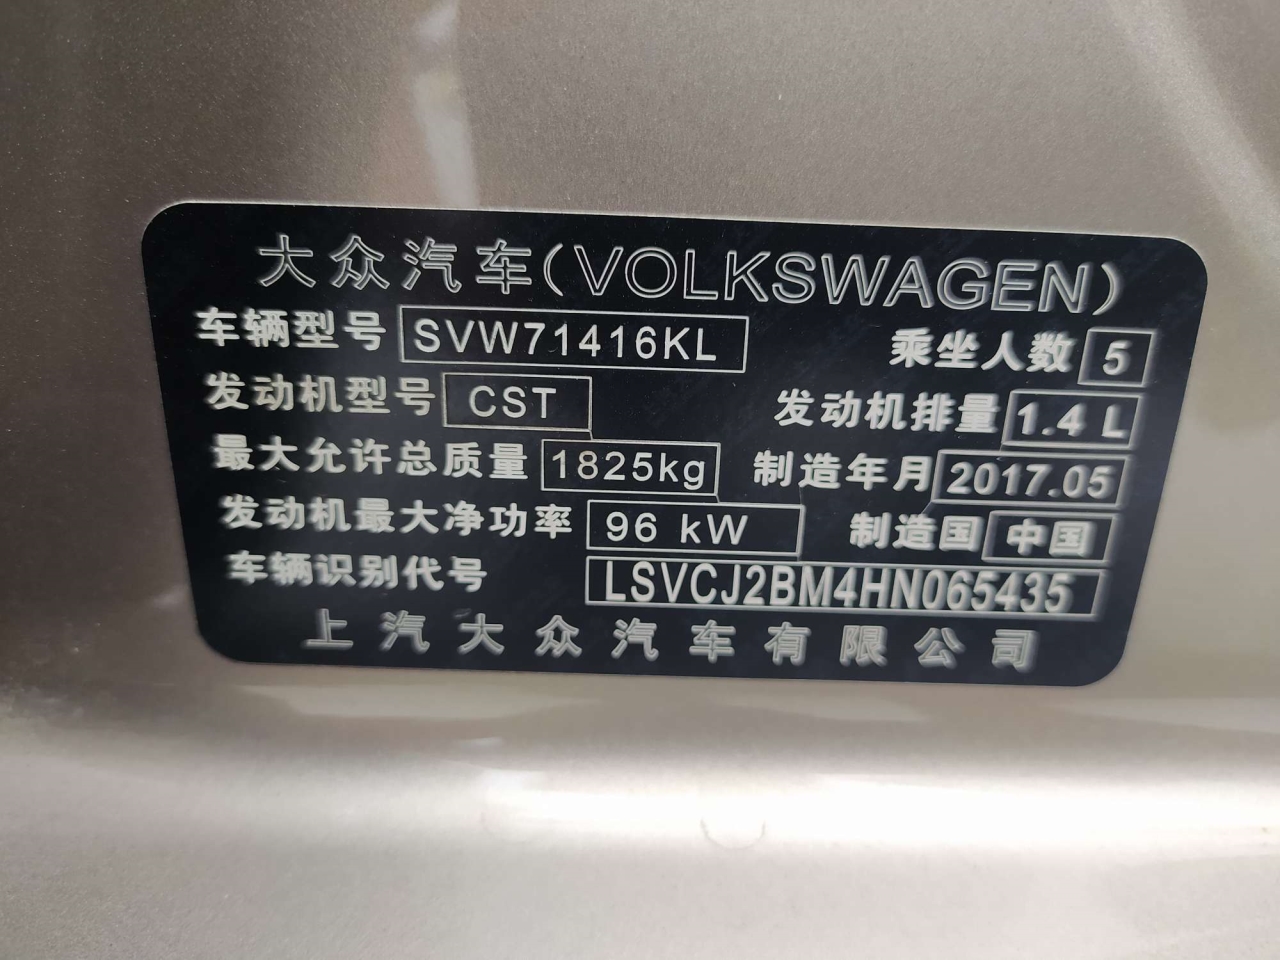 大众汽车(VOLKSWAGEN)
车辆型号 SVW71416KL 乘坐人数 5
发动机型号 CST 发动机排量 1.4 L
最大允许总质量 1825kg 制造年月 2017.05
发动机最大净功率 96 kW 制造国 中国
车辆识别代号 LSVCJ2BM4HN065435
上汽大众汽车有限公司